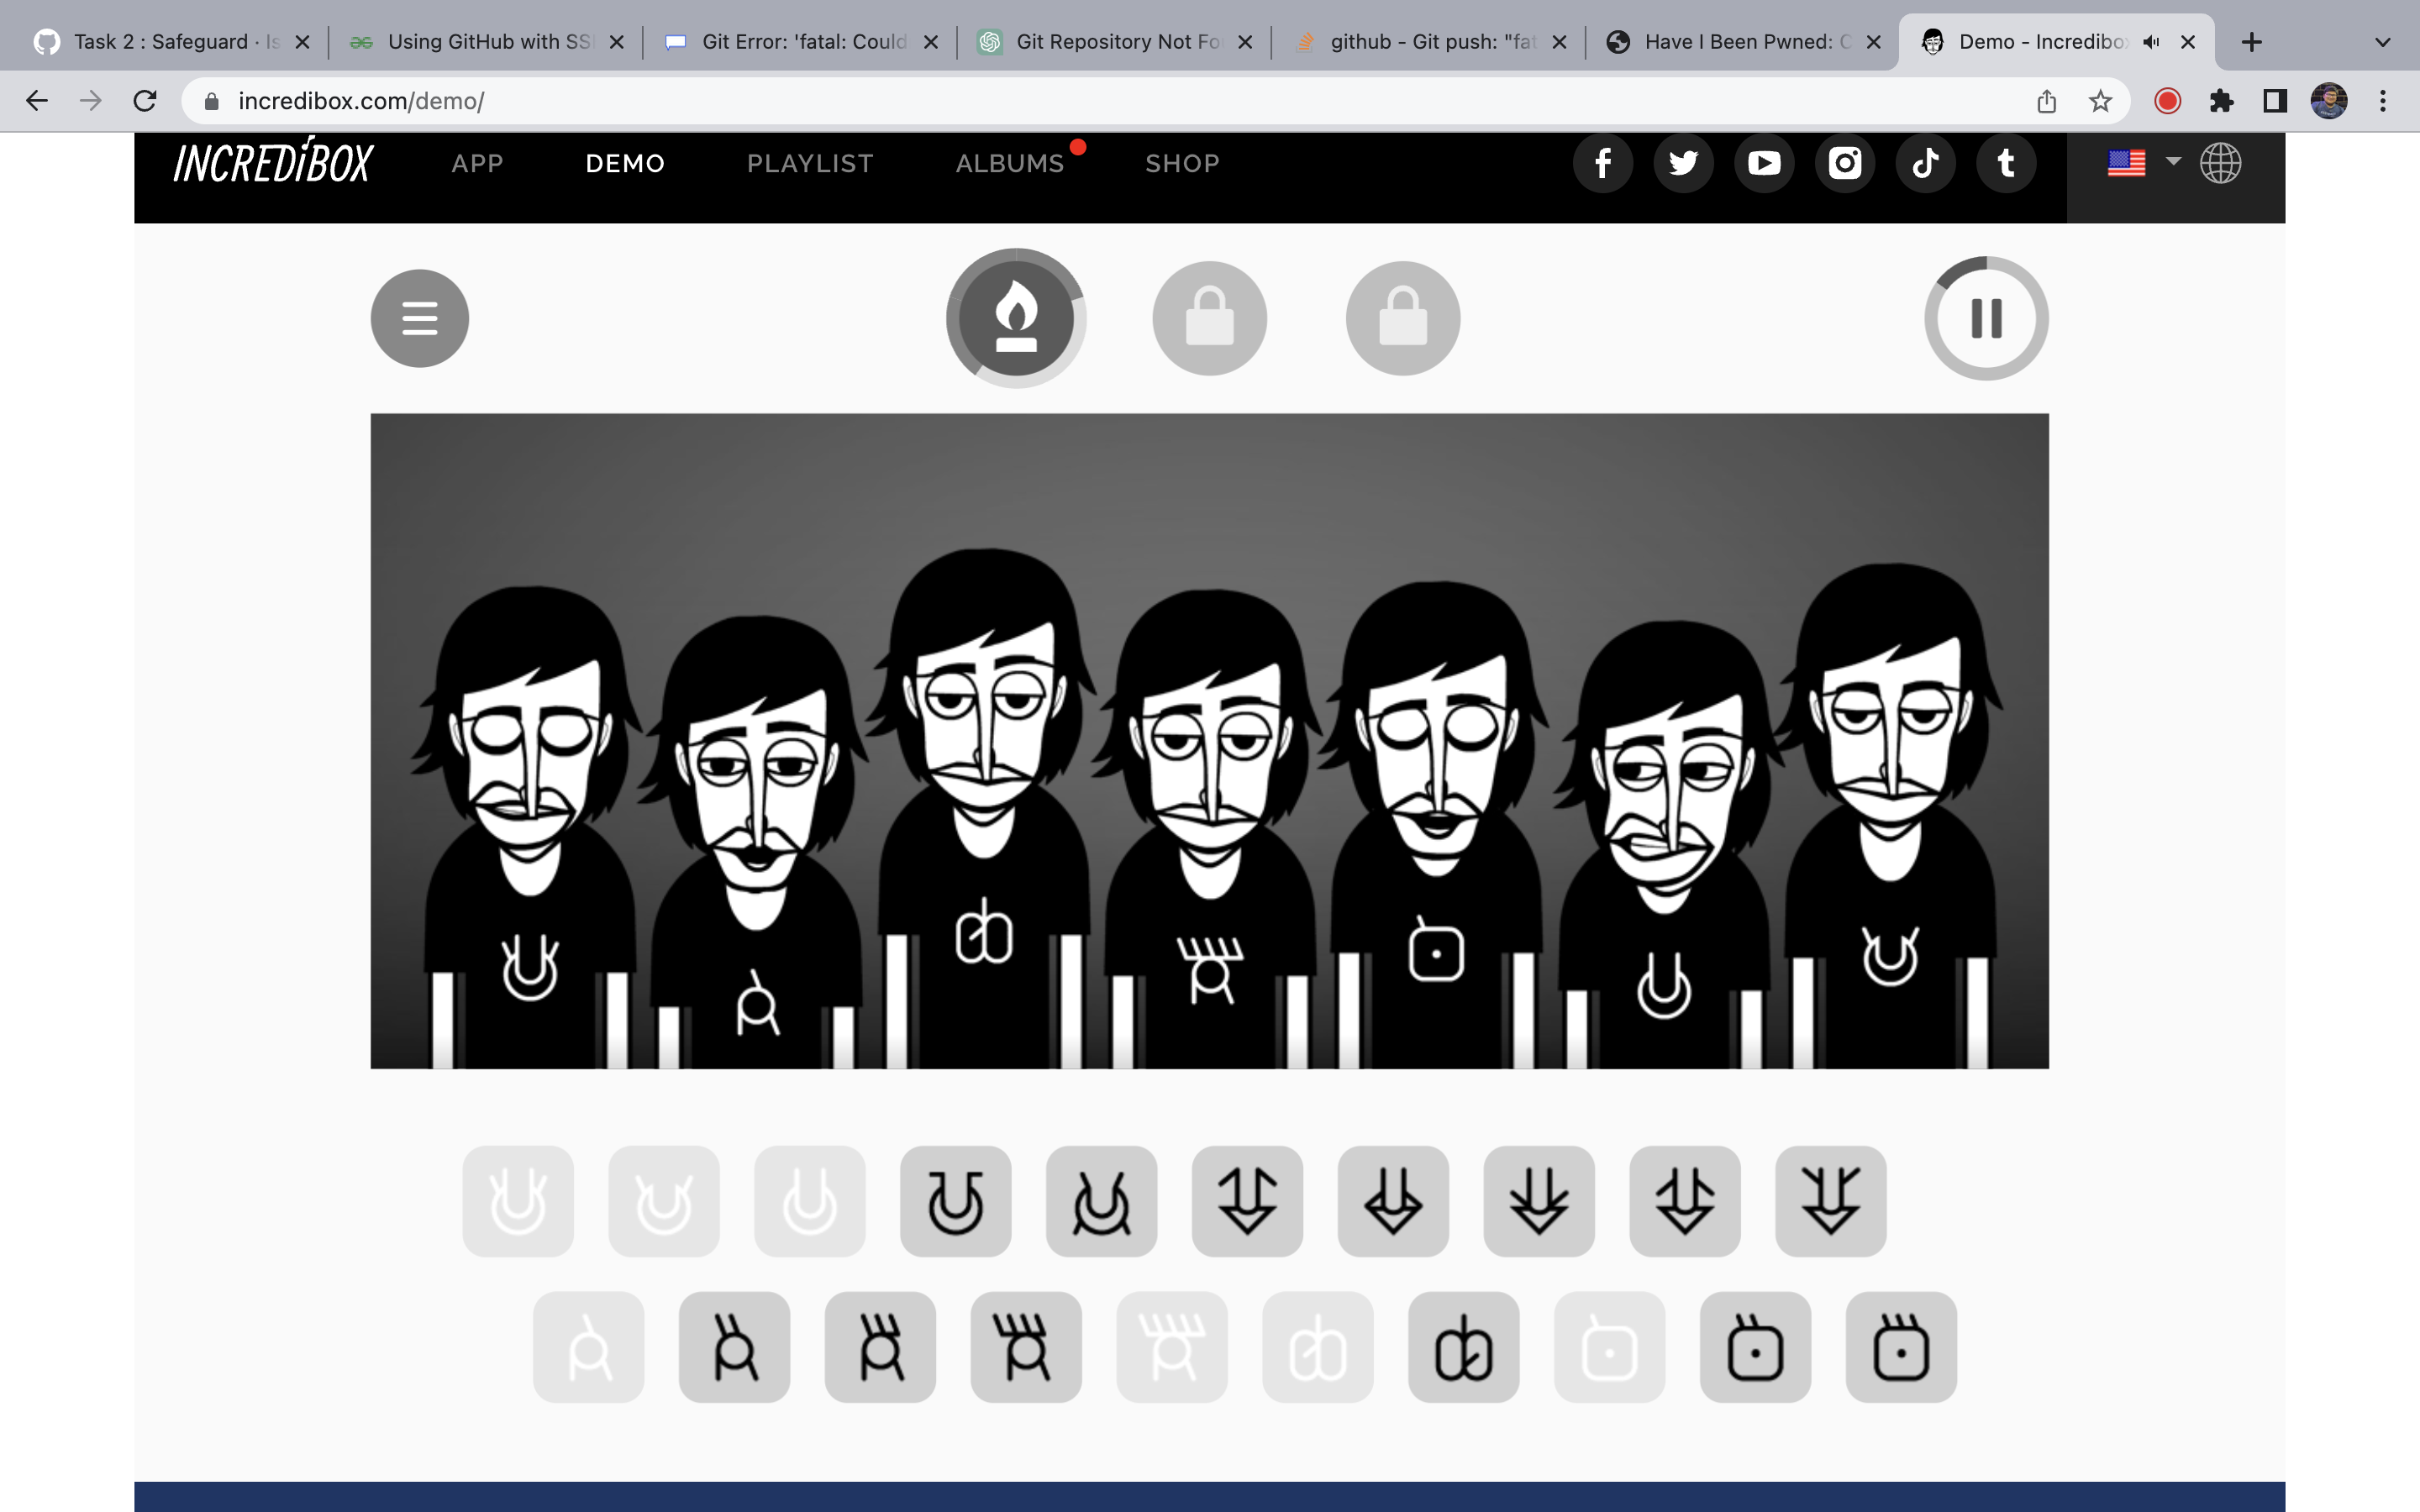 Task 2 : Safeguard · Is
Using GitHub with SS
Git Error: 'fatal: Could
Git Repository Not Fo
github - Git push: "fat
Have I Been Pwned: C
Demo - Incredibo
incredibox.com/demo/
INCREDiBOX
APP
DEMO
PLAYLIST
ALBUMS
SHOP